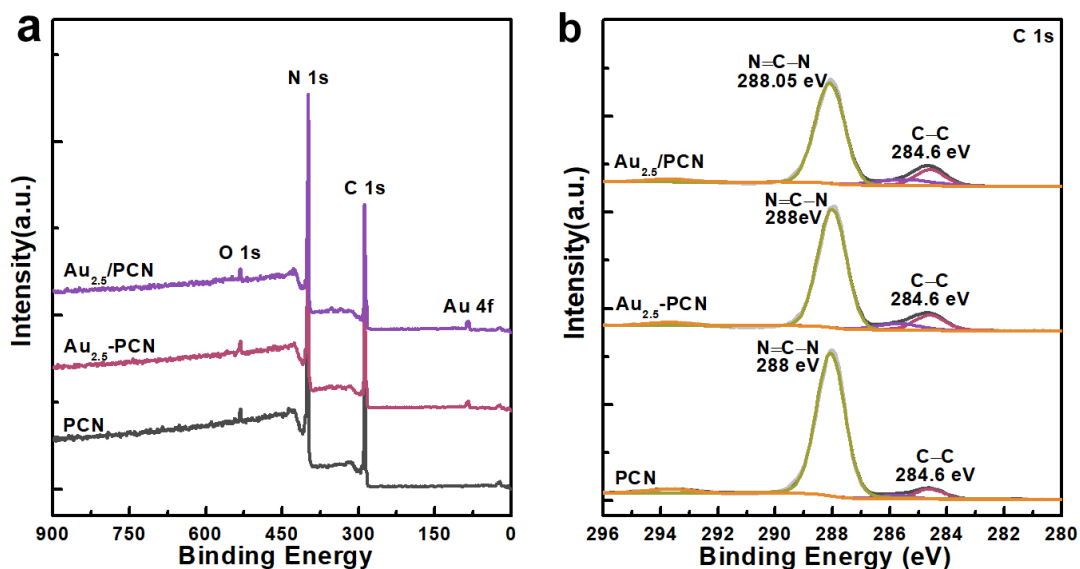 a
N 1s
C 1s
O 1s
Au 4f
Au2.5/PCN
Au2.5-PCN
PCN
Intensity(a.u.)
900 750 600 450 300 150 0
Binding Energy
b
C 1s
N=C–N
288.05 eV
C–C
284.6 eV
Au2.5/PCN
N=C–N
288eV
C–C
284.6 eV
Au2.5-PCN
N=C–N
288 eV
C–C
284.6 eV
PCN
Intensity(a.u.)
296 294 292 290 288 286 284 282 280
Binding Energy (eV)